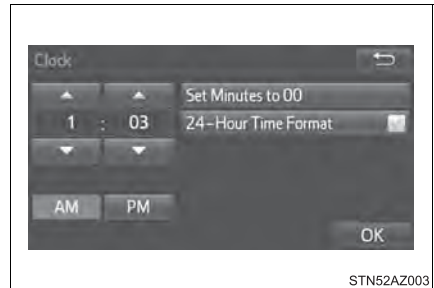 Clock
Set Minutes to 00
1 : 03
24-Hour Time Format
AM PM
OK
STN52AZ003